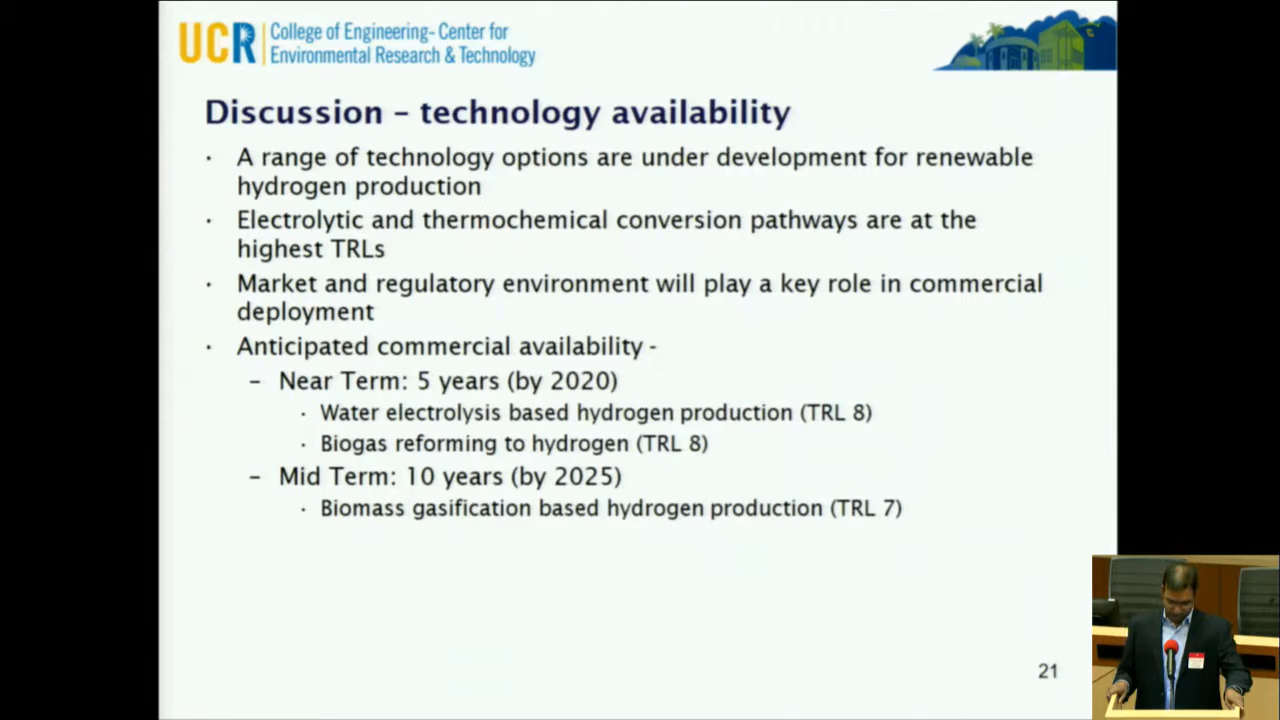 UCR College of Engineering- Center for
Environmental Research & Technology
Discussion – technology availability
· A range of technology options are under development for renewable
hydrogen production
· Electrolytic and thermochemical conversion pathways are at the
highest TRLs
· Market and regulatory environment will play a key role in commercial
deployment
· Anticipated commercial availability -
– Near Term: 5 years (by 2020)
· Water electrolysis based hydrogen production (TRL 8)
· Biogas reforming to hydrogen (TRL 8)
– Mid Term: 10 years (by 2025)
· Biomass gasification based hydrogen production (TRL 7)
21